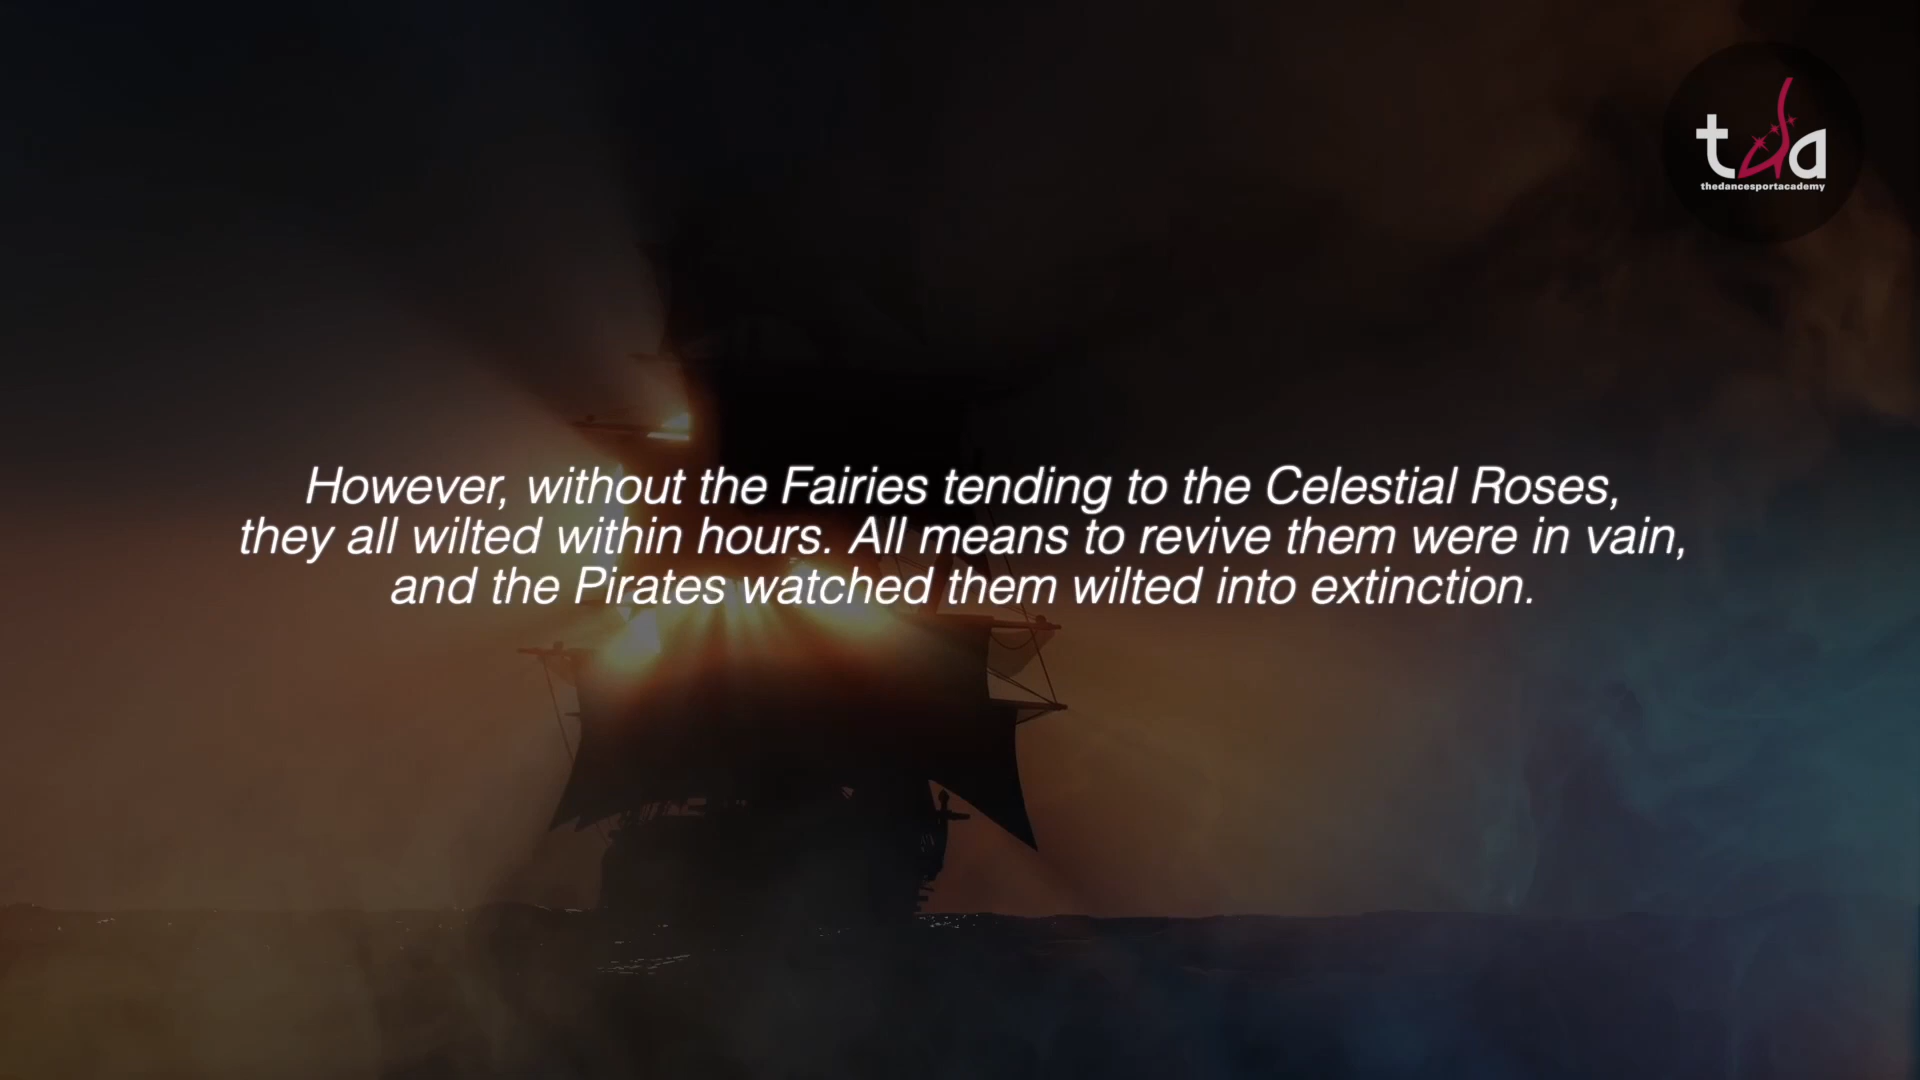 tda
thedancesportacademy
However, without the Fairies tending to the Celestial Roses,
they all wilted within hours. All means to revive them were in vain,
and the Pirates watched them wilted into extinction.